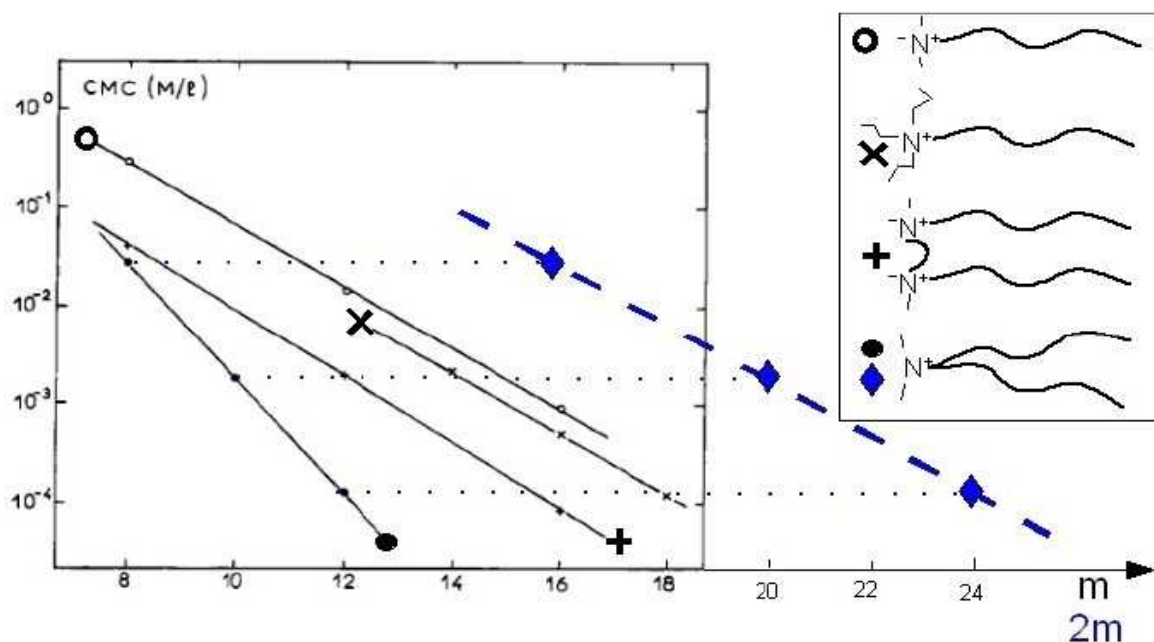 CMC (M/ℓ)
10⁰
10⁻¹
10⁻²
10⁻³
10⁻⁴
8 10 12 14 16 18 20 22 24
m
2m
N⁺
N⁺
N⁺
N⁺
N⁺